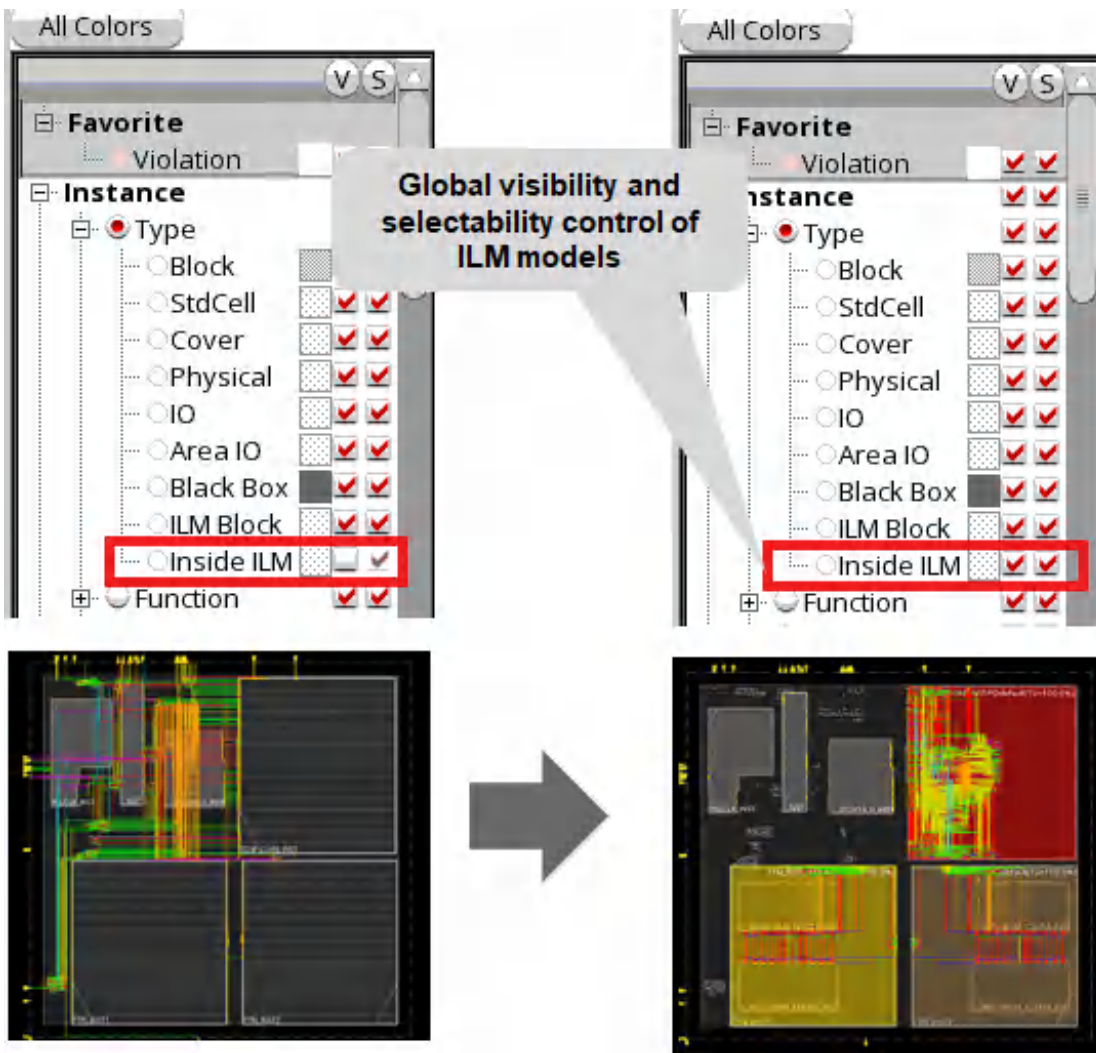 All Colors
V S
Favorite
Violation
Instance
Type
Block
StdCell
Cover
Physical
IO
Area IO
Black Box
ILM Block
Inside ILM
Function
Global visibility and
selectability control of
ILM models
All Colors
V S
Favorite
Violation
nstance
Type
Block
StdCell
Cover
Physical
IO
Area IO
Black Box
ILM Block
Inside ILM
Function